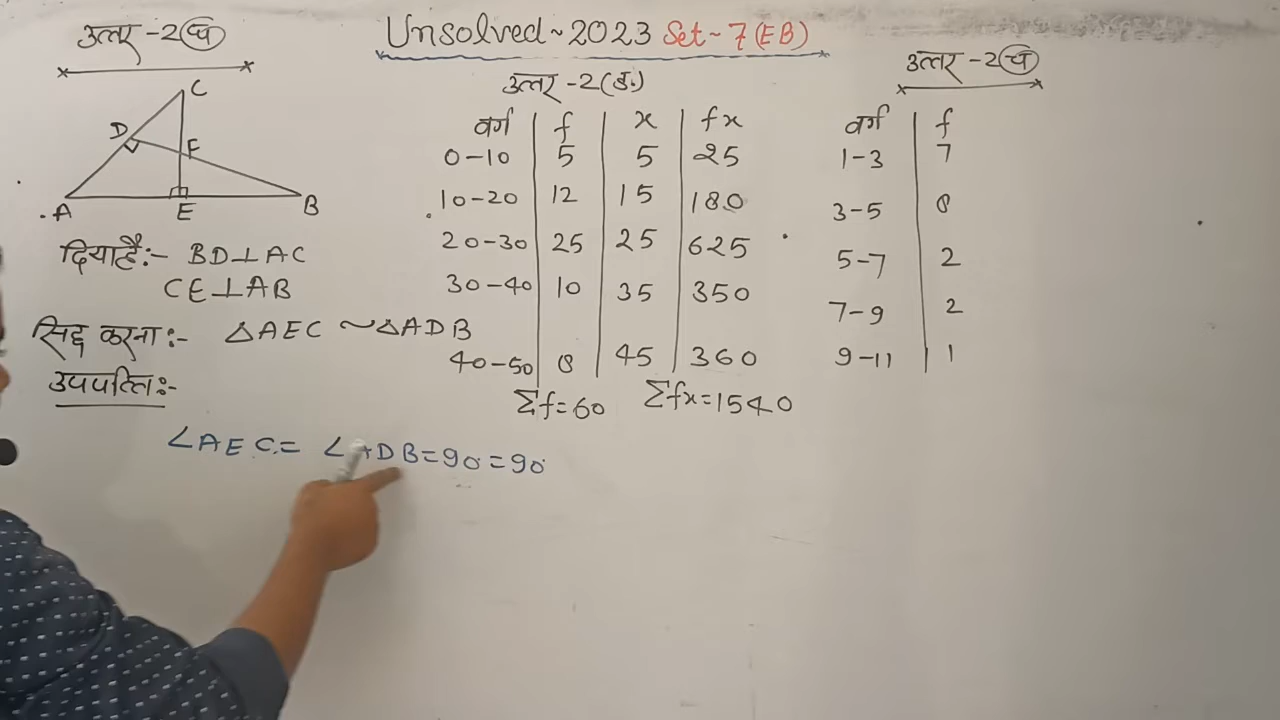 Unsolved~2023 Set~7(EB)
उत्तर -2(घ)
C
D
F
A
E
B
दिया है:- BD⊥AC
CE⊥AB
सिद्द करना:- △AEC ~△ADB
उपपत्ति:-
∠AEC= ∠ADB=90°=90°
उत्तर -2(ड.)
वर्ग f x fx
0-10 5 5 25
10-20 12 15 180
20-30 25 25 625
30-40 10 35 350
40-50 8 45 360
Σf=60 Σfx=1540
उत्तर -2(च)
वर्ग f
1-3 7
3-5 8
5-7 2
7-9 2
9-11 1